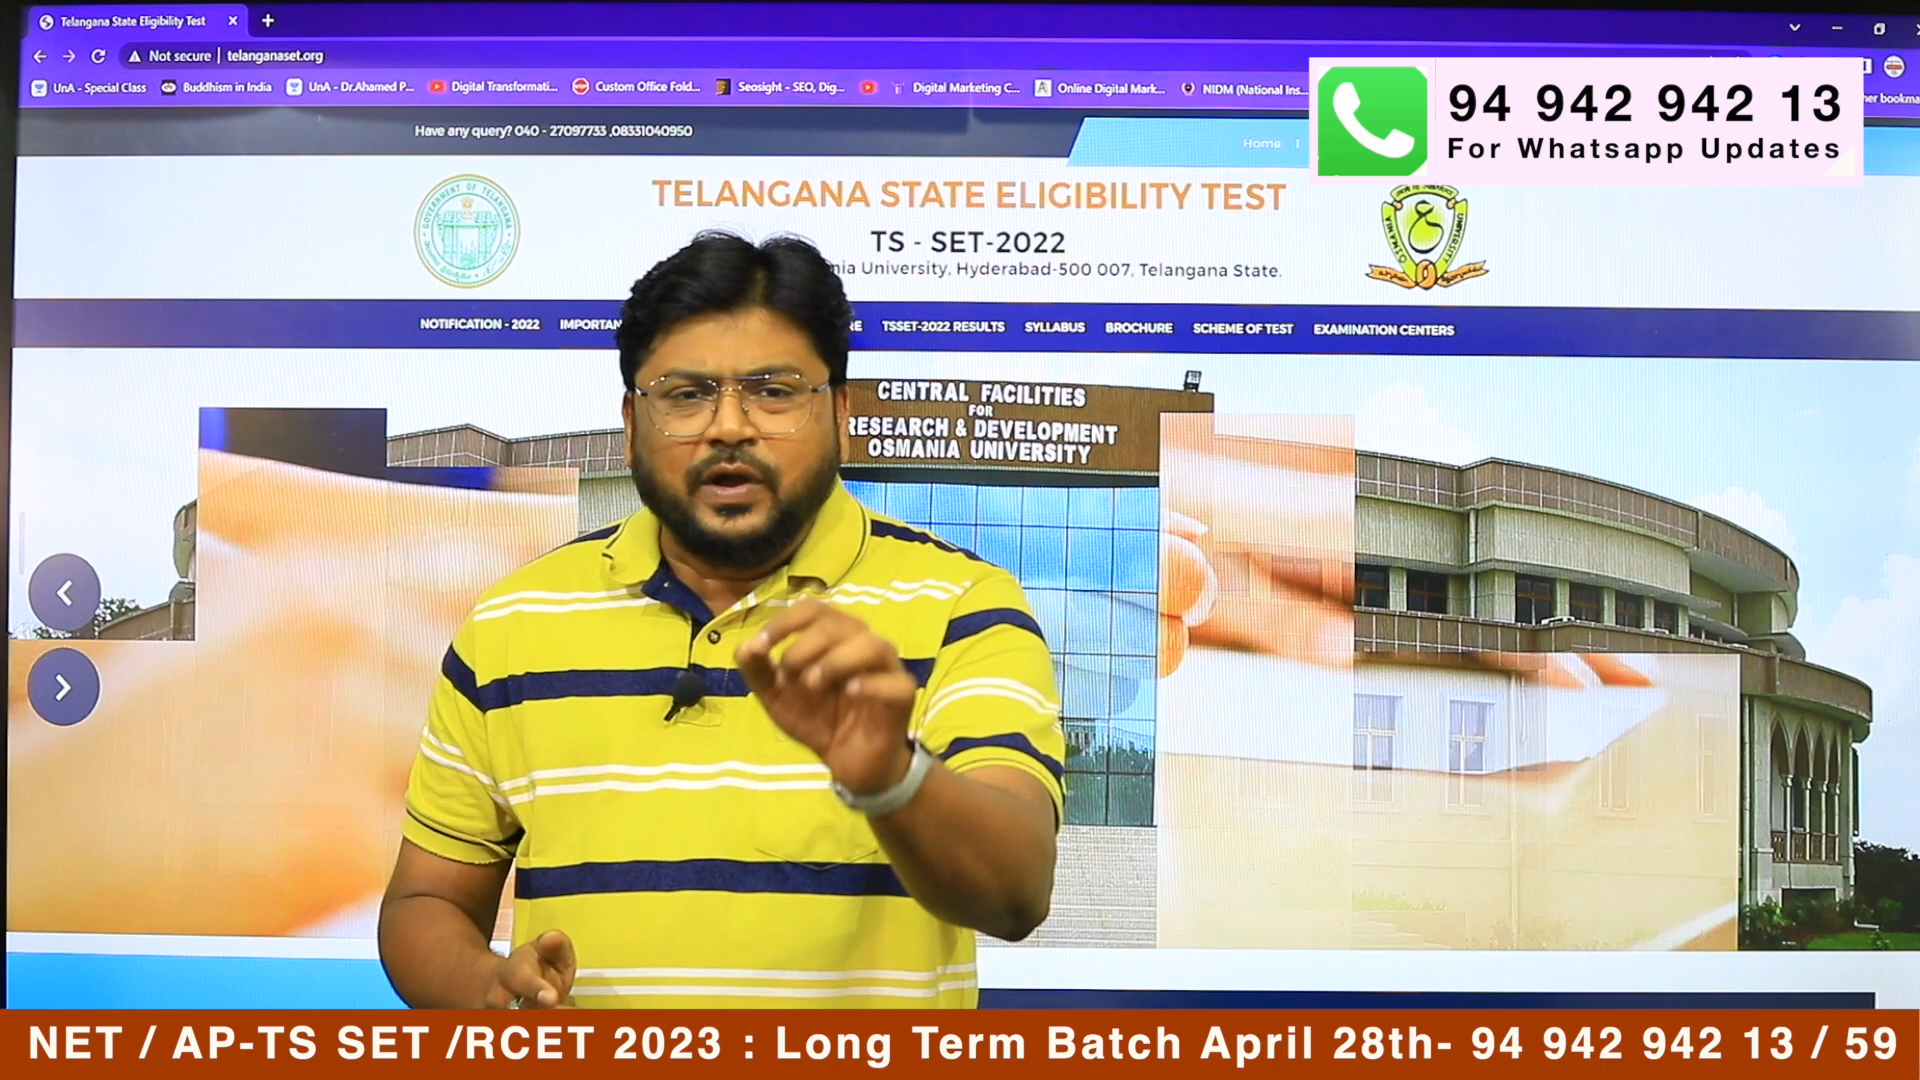 Telangana State Eligibility Test
Not secure | telanganaset.org
UnA - Special Class
Buddhism in India
UnA - Dr.Ahamed P...
Digital Transformati...
Custom Office Fold...
Seosight - SEO, Dig...
Digital Marketing C...
Online Digital Mark...
NIDM (National Ins...
94 942 942 13
For Whatsapp Updates
Have any query? 040 - 27097733 ,08331040950
Home
TELANGANA STATE ELIGIBILITY TEST
TS - SET-2022
University, Hyderabad-500 007, Telangana State.
GOVERNMENT OF TELANGANA
OSMANIA UNIVERSITY
NOTIFICATION - 2022
TSSET-2022 RESULTS
SYLLABUS
BROCHURE
SCHEME OF TEST
EXAMINATION CENTERS
CENTRAL FACILITIES
FOR
RESEARCH & DEVELOPMENT
OSMANIA UNIVERSITY
NET / AP-TS SET /RCET 2023 : Long Term Batch April 28th- 94 942 942 13 / 59